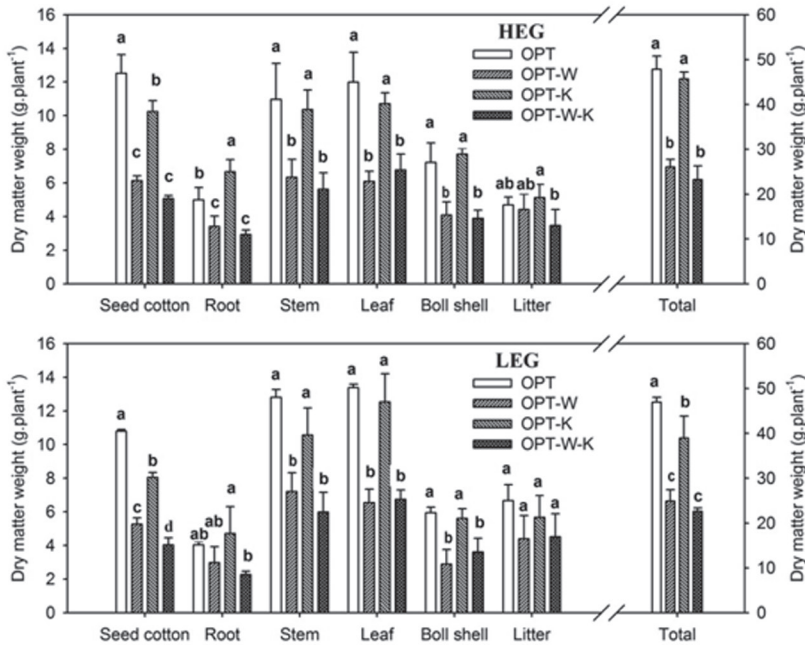 16
14
12
10
8
6
4
2
0
Dry matter weight (g.plant⁻¹)
HEG
OPT
OPT-W
OPT-K
OPT-W-K
a c b c
b c a c
a b a b
a b a b
a b a b
ab ab a b
a b a b
60
50
40
30
20
10
0
Dry matter weight (g.plant⁻¹)
Seed cotton Root Stem Leaf Boll shell Litter Total
16
14
12
10
8
6
4
2
0
Dry matter weight (g.plant⁻¹)
LEG
OPT
OPT-W
OPT-K
OPT-W-K
a c b d
ab ab a b
a b a b
a b a b
a b a b
a a a a
a c b c
60
50
40
30
20
10
0
Dry matter weight (g.plant⁻¹)
Seed cotton Root Stem Leaf Boll shell Litter Total